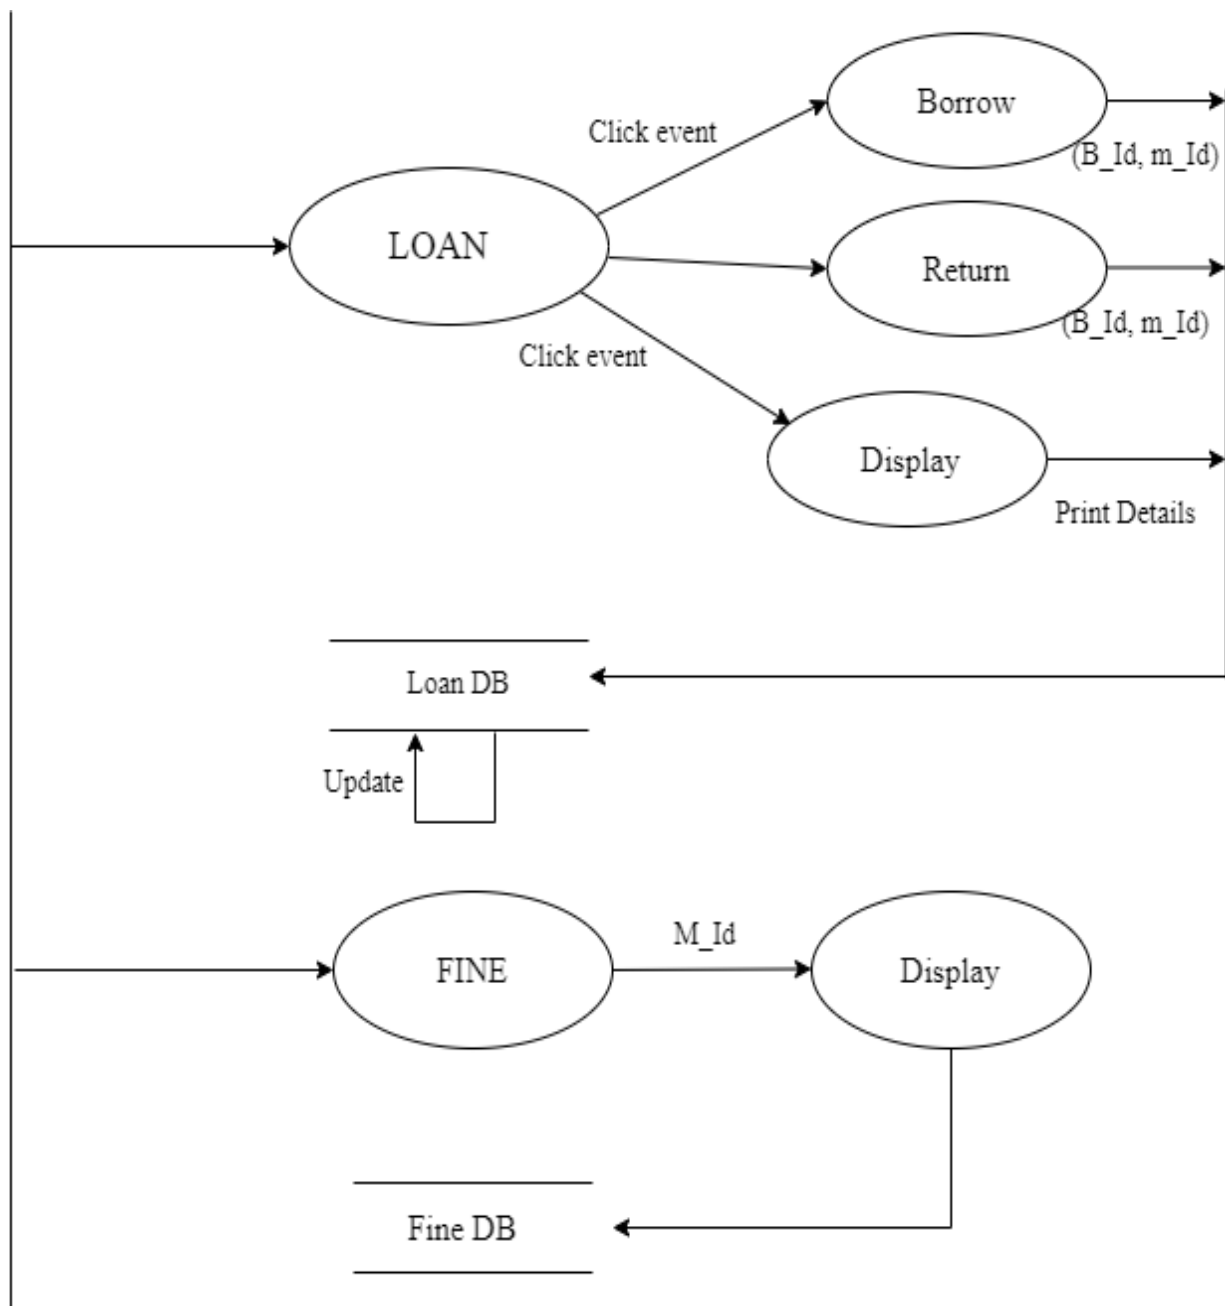 Borrow
Click event
(B_Id, m_Id)
LOAN
Return
(B_Id, m_Id)
Click event
Display
Print Details
Loan DB
Update
FINE
M_Id
Display
Fine DB